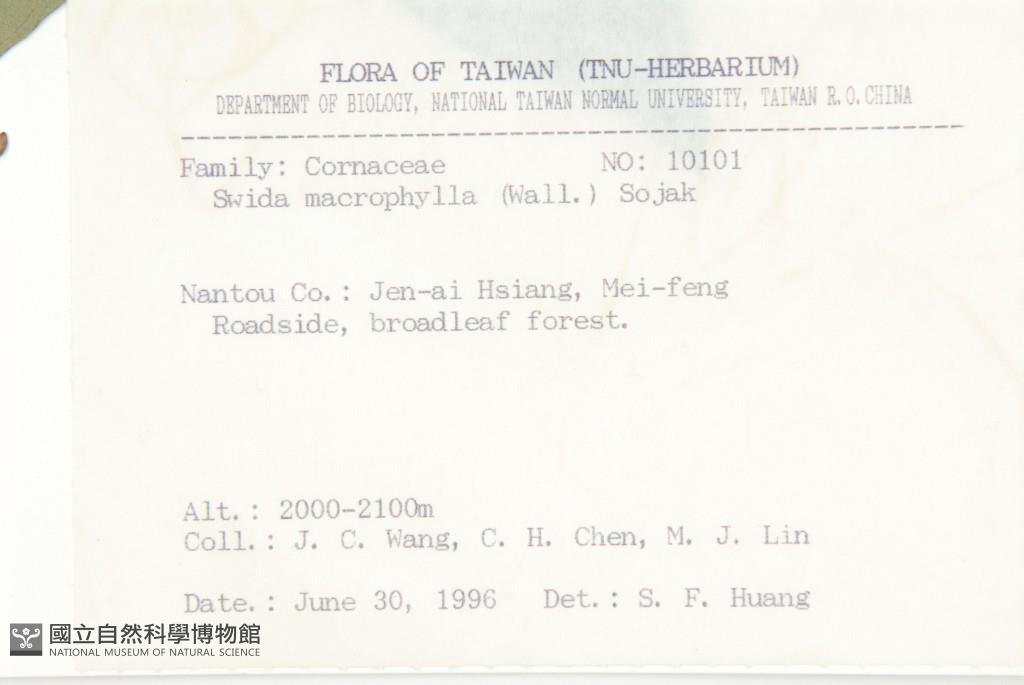 FLORA OF TAIWAN (TNU-HERBARIUM)
DEPARTMENT OF BIOLOGY, NATIONAL TAIWAN NORMAL UNIVERSITY, TAIWAN R.O.CHINA
Family: Cornaceae NO: 10101
Swida macrophylla (Wall.) Sojak
Nantou Co.: Jen-ai Hsiang, Mei-feng
Roadside, broadleaf forest.
Alt.: 2000-2100m
Coll.: J. C. Wang, C. H. Chen, M. J. Lin
Date.: June 30, 1996 Det.: S. F. Huang
國立自然科學博物館
NATIONAL MUSEUM OF NATURAL SCIENCE